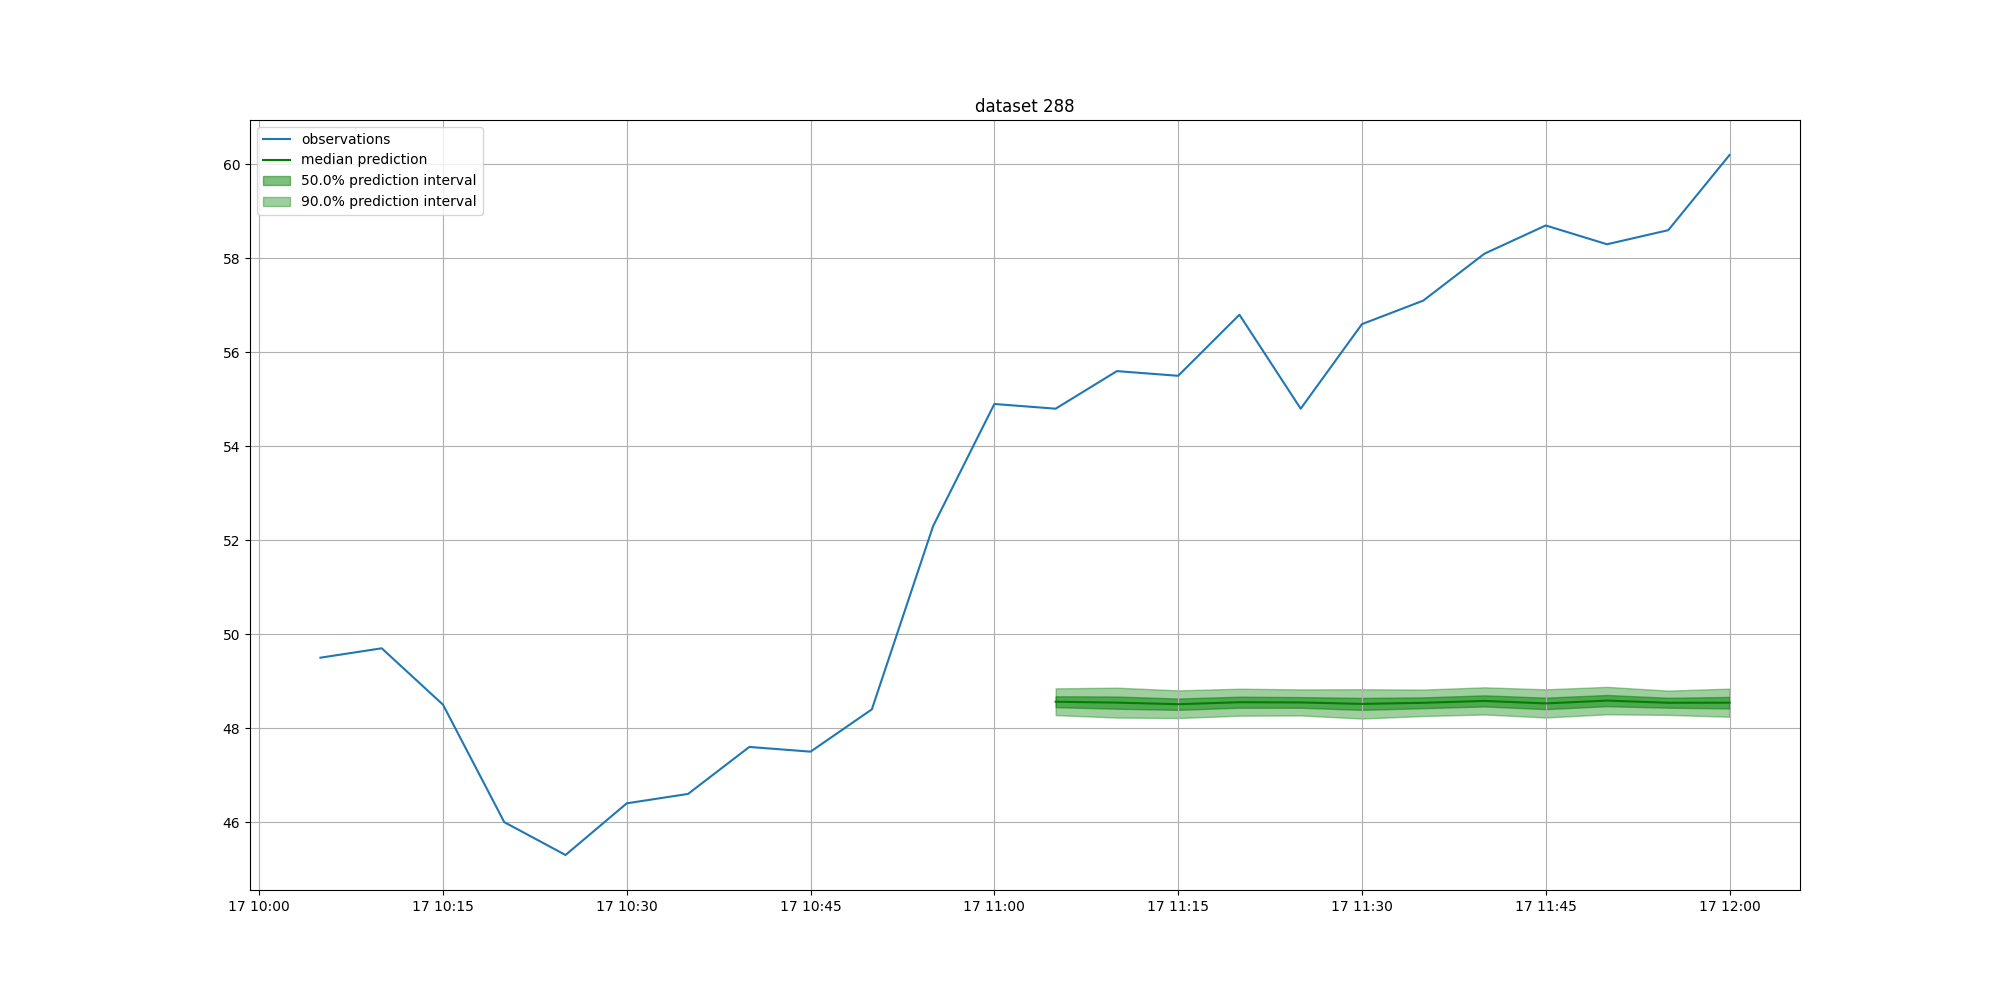 dataset 288
observations
median prediction
50.0% prediction interval
90.0% prediction interval
60
58
56
54
52
50
48
46
17 10:00 17 10:15 17 10:30 17 10:45 17 11:00 17 11:15 17 11:30 17 11:45 17 12:00